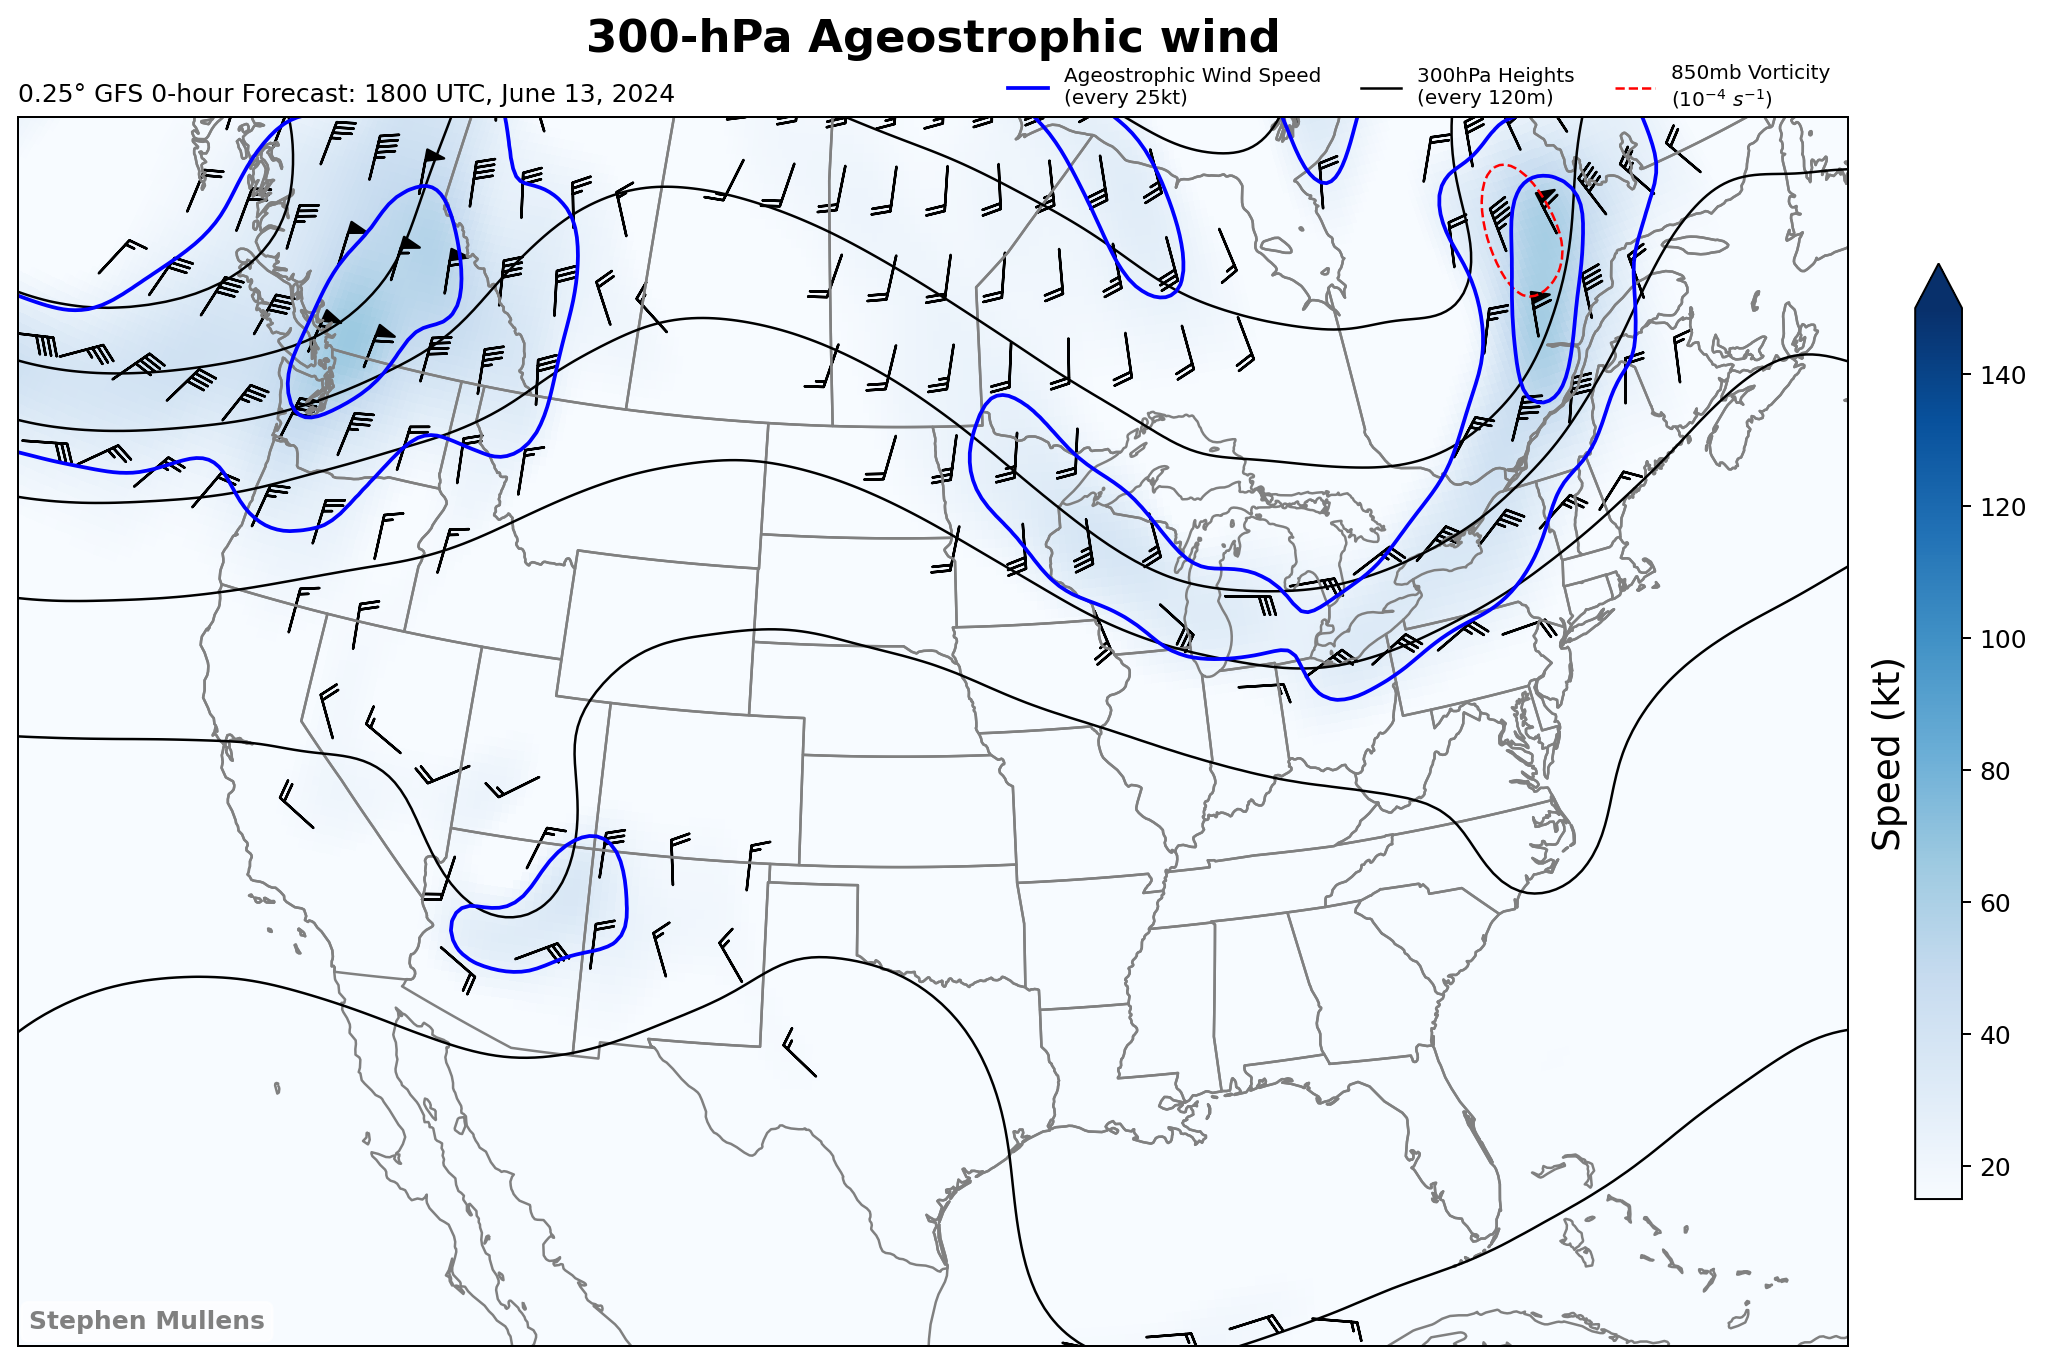 300-hPa Ageostrophic wind
0.25° GFS 0-hour Forecast: 1800 UTC, June 13, 2024
Ageostrophic Wind Speed
(every 25kt)
300hPa Heights
(every 120m)
850mb Vorticity
(10⁻⁴ s⁻¹)
140
120
100
80
60
40
20
Speed (kt)
Stephen Mullens